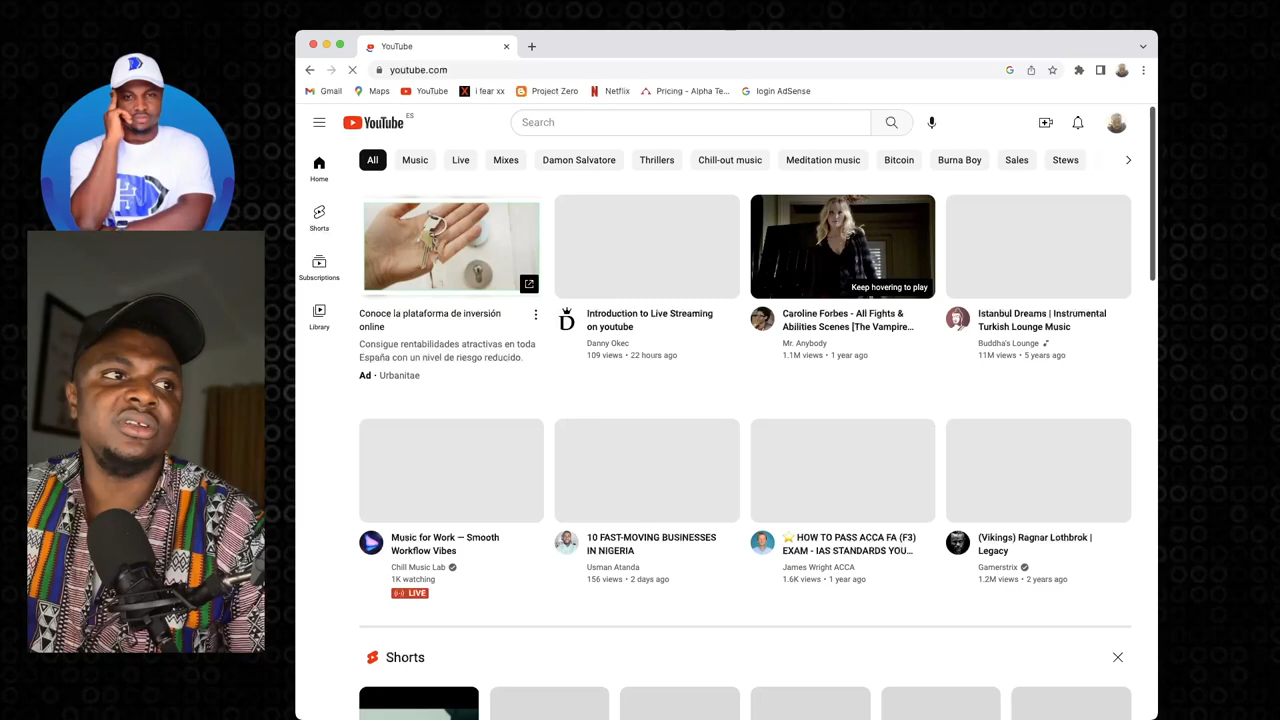 YouTube
youtube.com
Gmail
Maps
YouTube
i fear xx
Project Zero
Netflix
Pricing - Alpha Te...
login AdSense
YouTube ES
Search
All
Music
Live
Mixes
Damon Salvatore
Thrillers
Chill-out music
Meditation music
Bitcoin
Burna Boy
Sales
Stews
Home
Shorts
Subscriptions
Library
Conoce la plataforma de inversión
online
Consigue rentabilidades atractivas en toda
España con un nivel de riesgo reducido.
Ad · Urbanitae
D
Introduction to Live Streaming
on youtube
Danny Okec
109 views • 22 hours ago
Keep hovering to play
Caroline Forbes - All Fights &
Abilities Scenes [The Vampire...
Mr. Anybody
1.1M views • 1 year ago
Istanbul Dreams | Instrumental
Turkish Lounge Music
Buddha's Lounge
11M views • 5 years ago
Music for Work — Smooth
Workflow Vibes
Chill Music Lab
1K watching
LIVE
10 FAST-MOVING BUSINESSES
IN NIGERIA
Usman Atanda
156 views • 2 days ago
⭐ HOW TO PASS ACCA FA (F3)
EXAM - IAS STANDARDS YOU...
James Wright ACCA
1.6K views • 1 year ago
(Vikings) Ragnar Lothbrok |
Legacy
Gamerstrix
1.2M views • 2 years ago
Shorts